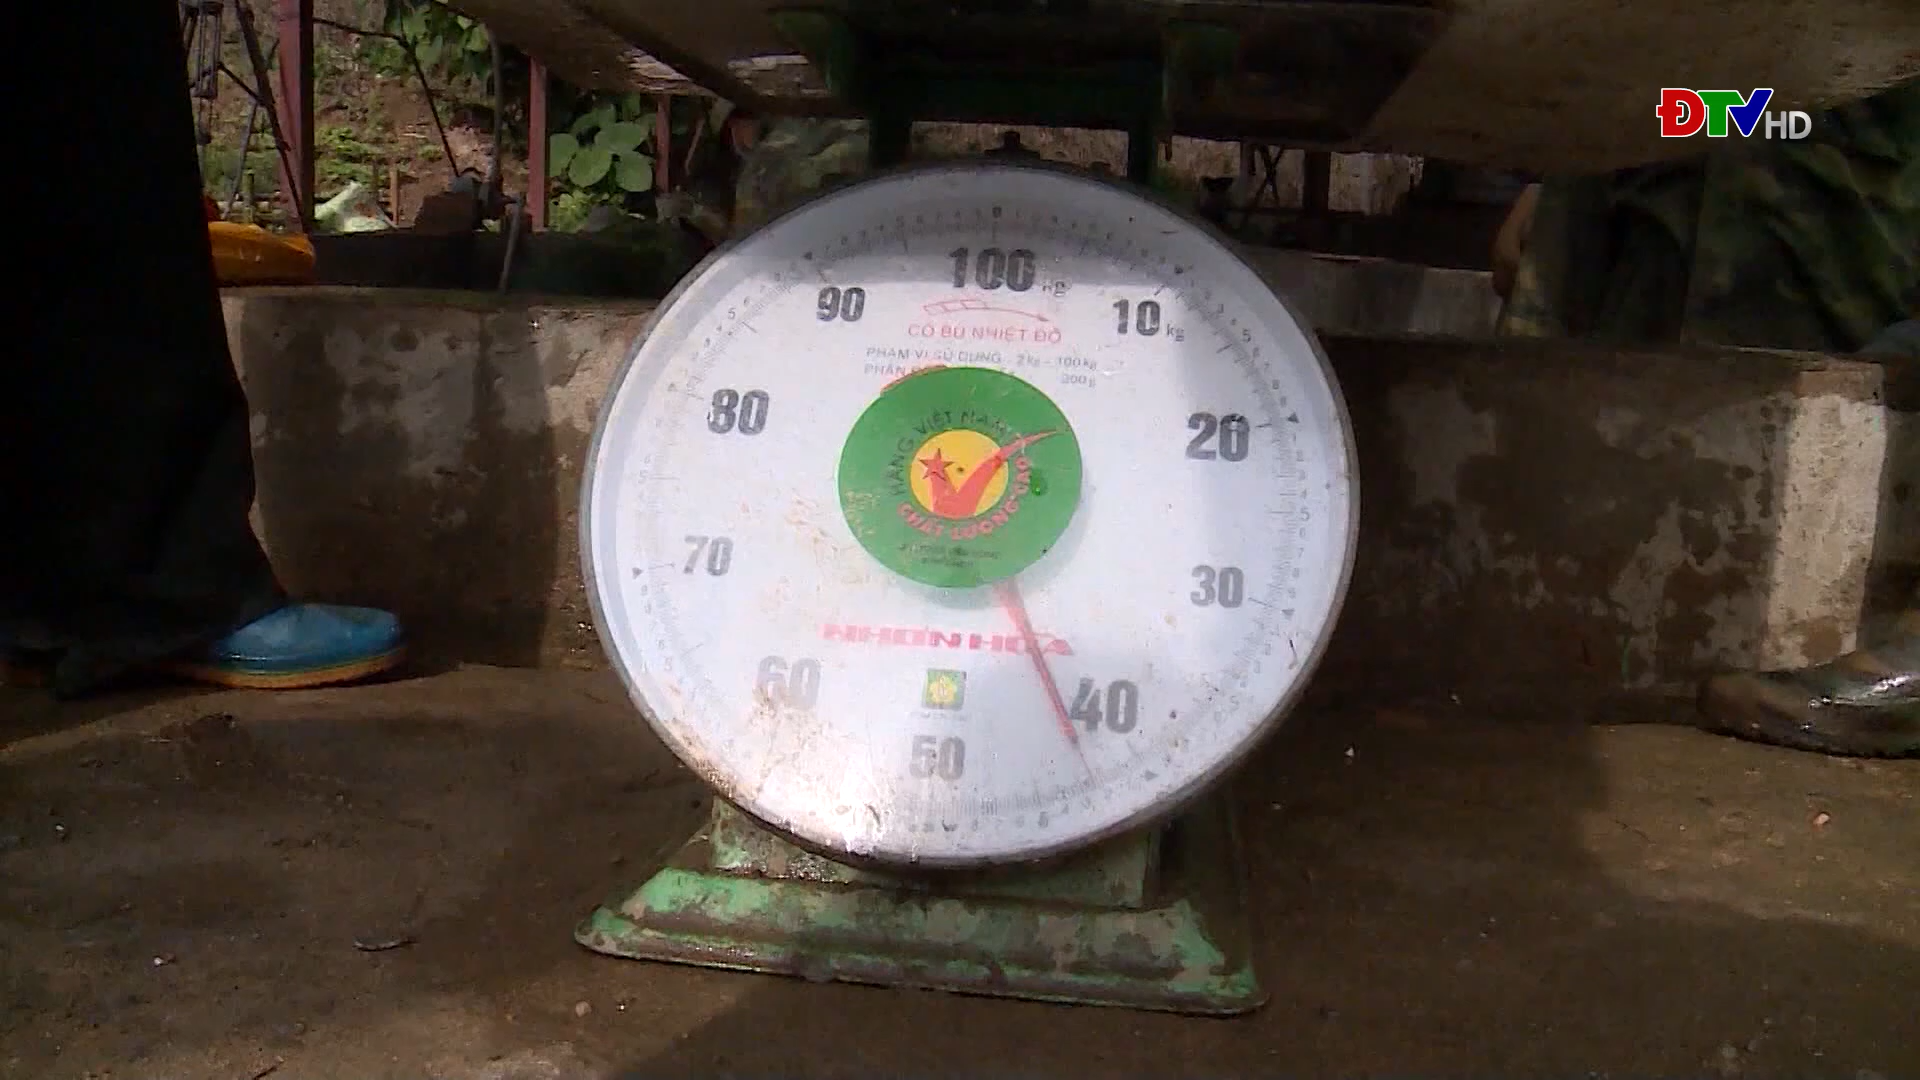 ĐTV HD
100 kg
90
10 kg
CÓ BÙ NHIỆT ĐỘ
PHẠM VI SỬ DỤNG - 2kg - 100kg
200g
80
20
HÀNG VIỆT NAM
CHẤT LƯỢNG CAO
70
30
NHƠN HÒA
60
40
50